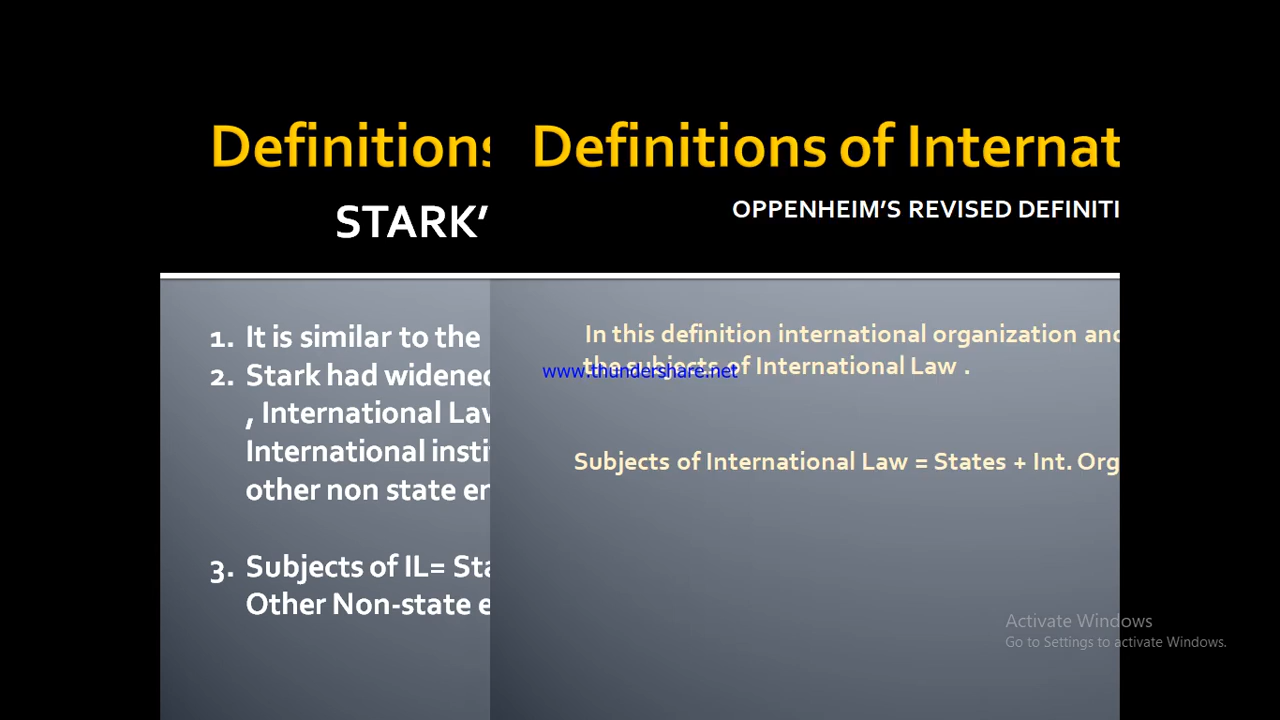 Definitions
STARK'
1. It is similar to the
2. Stark had widened
, International Law
International insti
other non state en
3. Subjects of IL= Sta
Other Non-state e
Definitions of Internat
OPPENHEIM'S REVISED DEFINITI
In this definition international organization and
the subjects of International Law .
www.thundershare.net
Subjects of International Law = States + Int. Org
Activate Windows
Go to Settings to activate Windows.